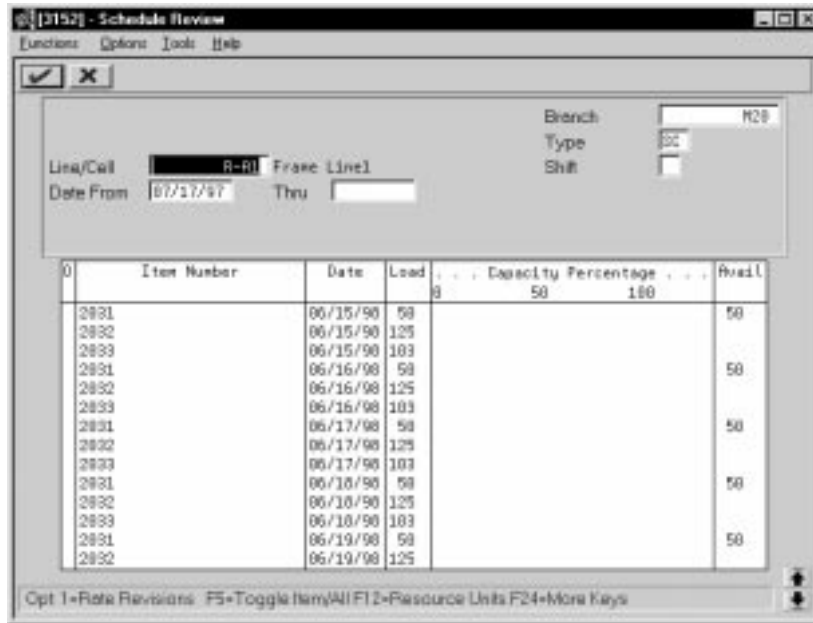 [3152] - Schedule Review
Functions Options Tools Help
Branch M20
Type SC
Line/Cell R-A1 Frame Line1 Shift
Date From 07/17/97 Thru
O Item Number Date Load . . . Capacity Percentage . . . Avail
0 50 100
2031 06/15/98 50 50
2032 06/15/98 125
2033 06/15/98 103
2031 06/16/98 50 50
2032 06/16/98 125
2033 06/16/98 103
2031 06/17/98 50 50
2032 06/17/98 125
2033 06/17/98 103
2031 06/18/98 50 50
2032 06/18/98 125
2033 06/18/98 103
2031 06/19/98 50 50
2032 06/19/98 125
Opt 1=Rate Revisions F5=Toggle Item/All F12=Resource Units F24=More Keys